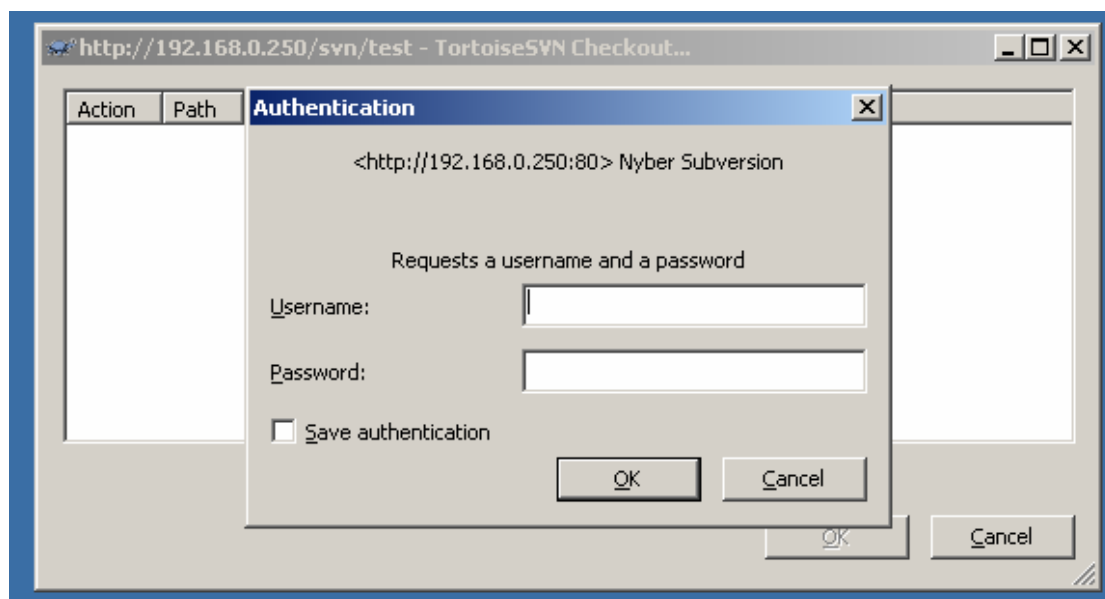 http://192.168.0.250/svn/test - TortoiseSVN Checkout...
Action Path
Authentication
<http://192.168.0.250:80> Nyber Subversion
Requests a username and a password
Username:
Password:
Save authentication
OK Cancel
OK Cancel